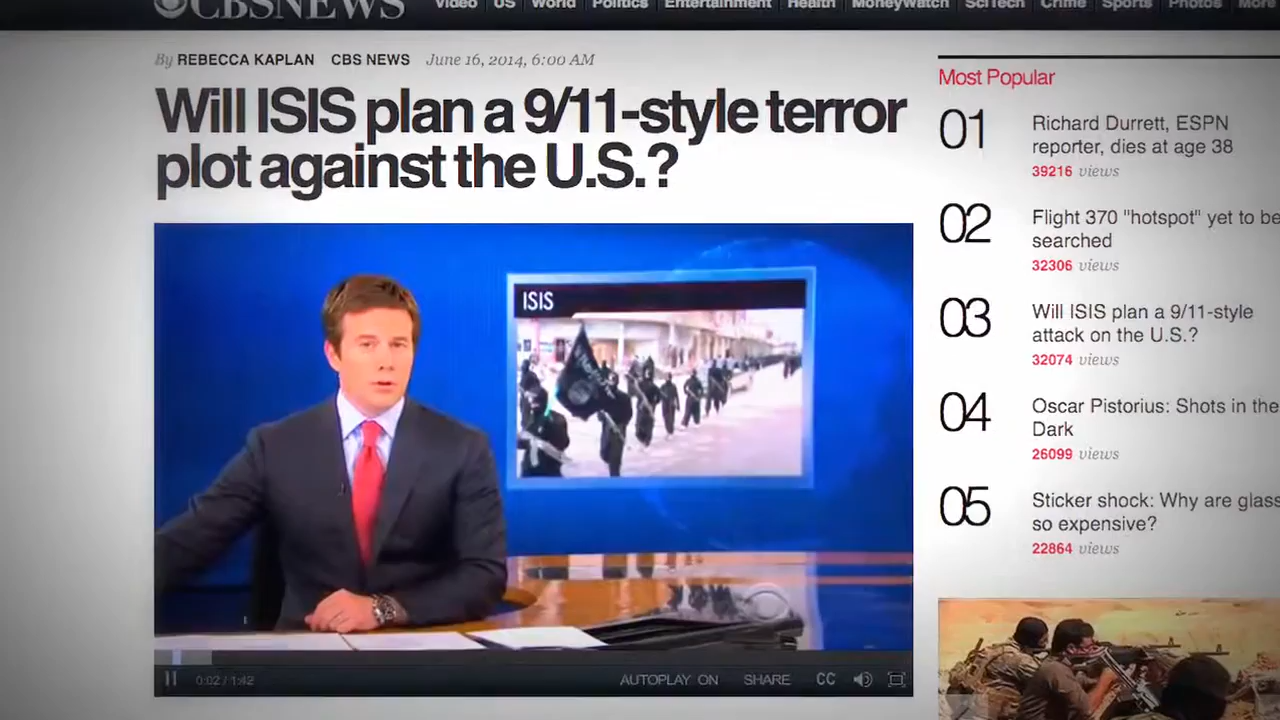 CBSNEWS
Video US World Politics Entertainment Health MoneyWatch SciTech Crime Sports Photos More
By REBECCA KAPLAN CBS NEWS June 16, 2014, 6:00 AM
Will ISIS plan a 9/11-style terror
plot against the U.S.?
ISIS
0:02 / 1:42
AUTOPLAY ON SHARE CC
Most Popular
01 Richard Durrett, ESPN
reporter, dies at age 38
39216 views
02 Flight 370 "hotspot" yet to be
searched
32306 views
03 Will ISIS plan a 9/11-style
attack on the U.S.?
32074 views
04 Oscar Pistorius: Shots in the
Dark
26099 views
05 Sticker shock: Why are glass
so expensive?
22864 views